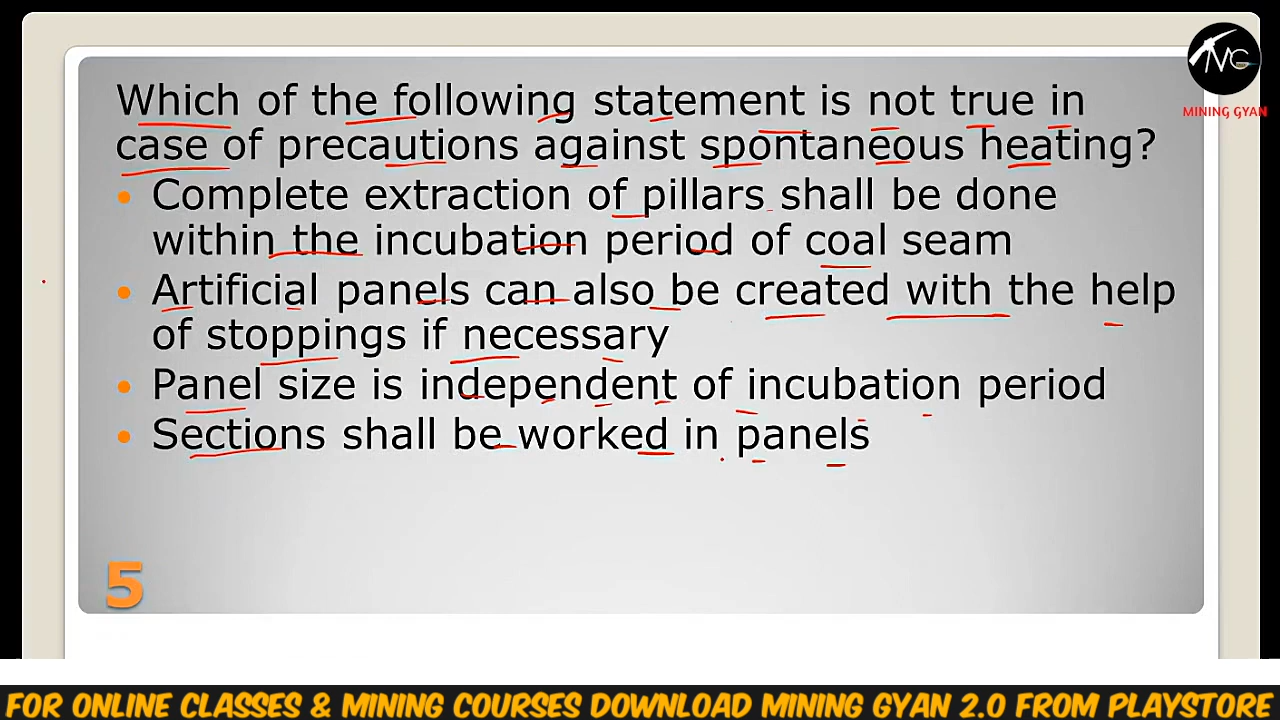 Which of the following statement is not true in
case of precautions against spontaneous heating?
Complete extraction of pillars shall be done
within the incubation period of coal seam
Artificial panels can also be created with the help
of stoppings if necessary
Panel size is independent of incubation period
Sections shall be worked in panels
5
MG
MINING GYAN
FOR ONLINE CLASSES & MINING COURSES DOWNLOAD MINING GYAN 2.0 FROM PLAYSTORE